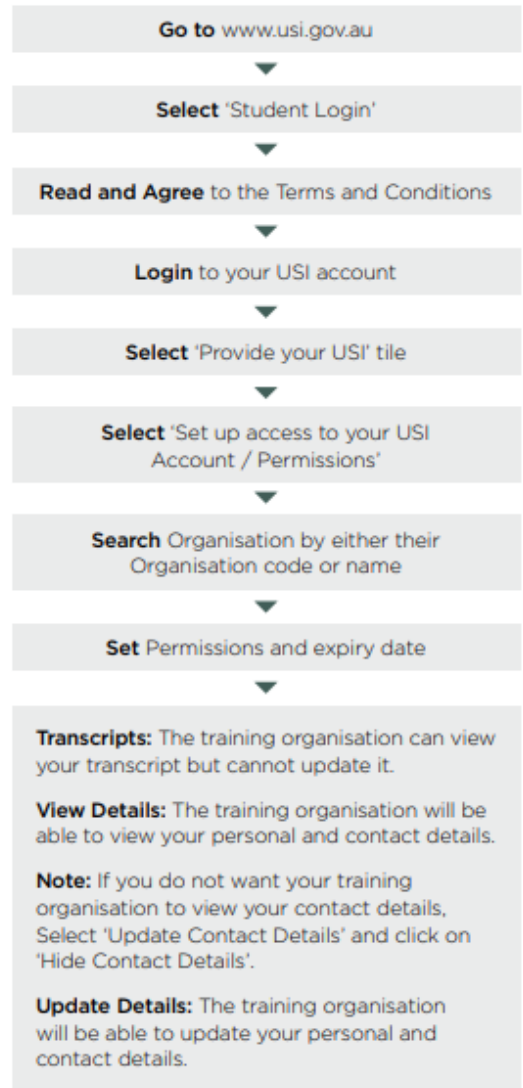 Go to www.usi.gov.au
Select ‘Student Login’
Read and Agree to the Terms and Conditions
Login to your USI account
Select ‘Provide your USI’ tile
Select ‘Set up access to your USI
Account / Permissions’
Search Organisation by either their
Organisation code or name
Set Permissions and expiry date
Transcripts: The training organisation can view
your transcript but cannot update it.
View Details: The training organisation will be
able to view your personal and contact details.
Note: If you do not want your training
organisation to view your contact details,
Select ‘Update Contact Details’ and click on
‘Hide Contact Details’.
Update Details: The training organisation
will be able to update your personal and
contact details.